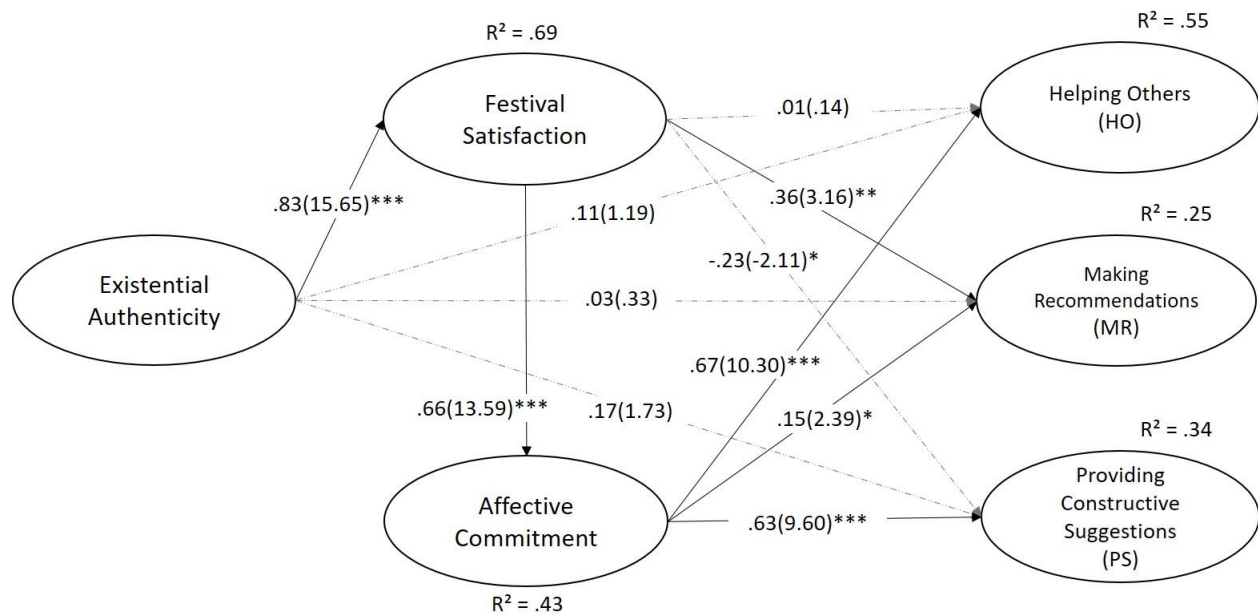 R² = .69
R² = .55
Festival
Satisfaction
Helping Others
(HO)
.01(.14)
.83(15.65)***
.11(1.19)
.36(3.16)**
R² = .25
Existential
Authenticity
-.23(-2.11)*
.03(.33)
Making
Recommendations
(MR)
.67(10.30)***
.66(13.59)***
.17(1.73)
.15(2.39)*
R² = .34
Affective
Commitment
.63(9.60)***
Providing
Constructive
Suggestions
(PS)
R² = .43